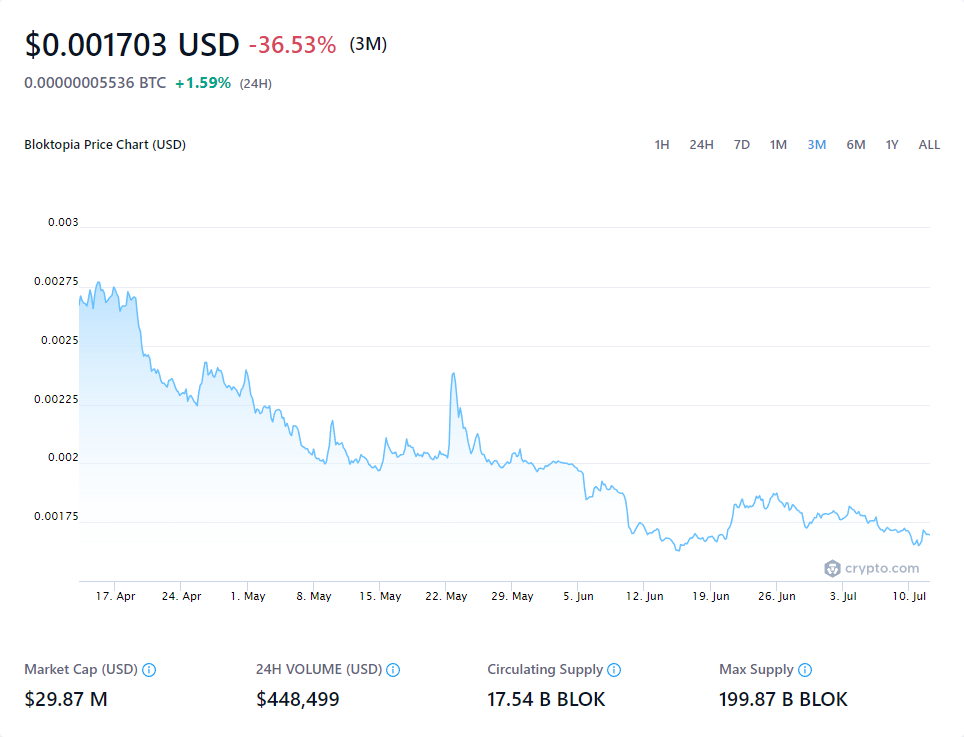 $0.001703 USD -36.53% (3M)
0.00000005536 BTC +1.59% (24H)
Bloktopia Price Chart (USD) 1H 24H 7D 1M 3M 6M 1Y ALL
0.003
0.00275
0.0025
0.00225
0.002
0.00175
crypto.com
17. Apr 24. Apr 1. May 8. May 15. May 22. May 29. May 5. Jun 12. Jun 19. Jun 26. Jun 3. Jul 10. Jul
Market Cap (USD) 24H VOLUME (USD) Circulating Supply Max Supply
$29.87 M $448,499 17.54 B BLOK 199.87 B BLOK